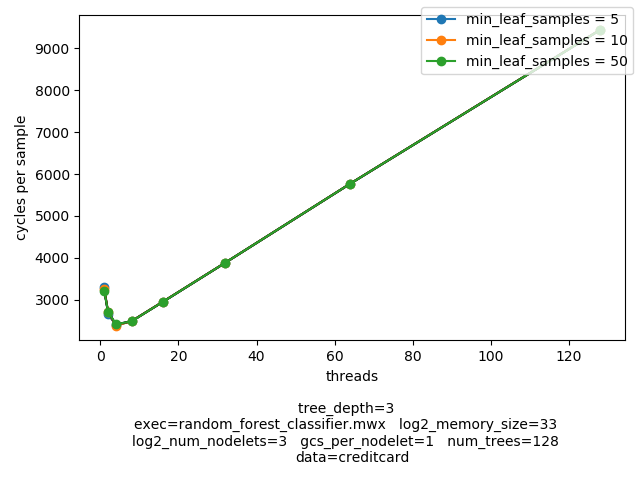 min_leaf_samples = 5
min_leaf_samples = 10
min_leaf_samples = 50
9000
8000
7000
6000
5000
4000
3000
cycles per sample
0 20 40 60 80 100 120
threads
tree_depth=3
exec=random_forest_classifier.mwx log2_memory_size=33
log2_num_nodelets=3 gcs_per_nodelet=1 num_trees=128
data=creditcard